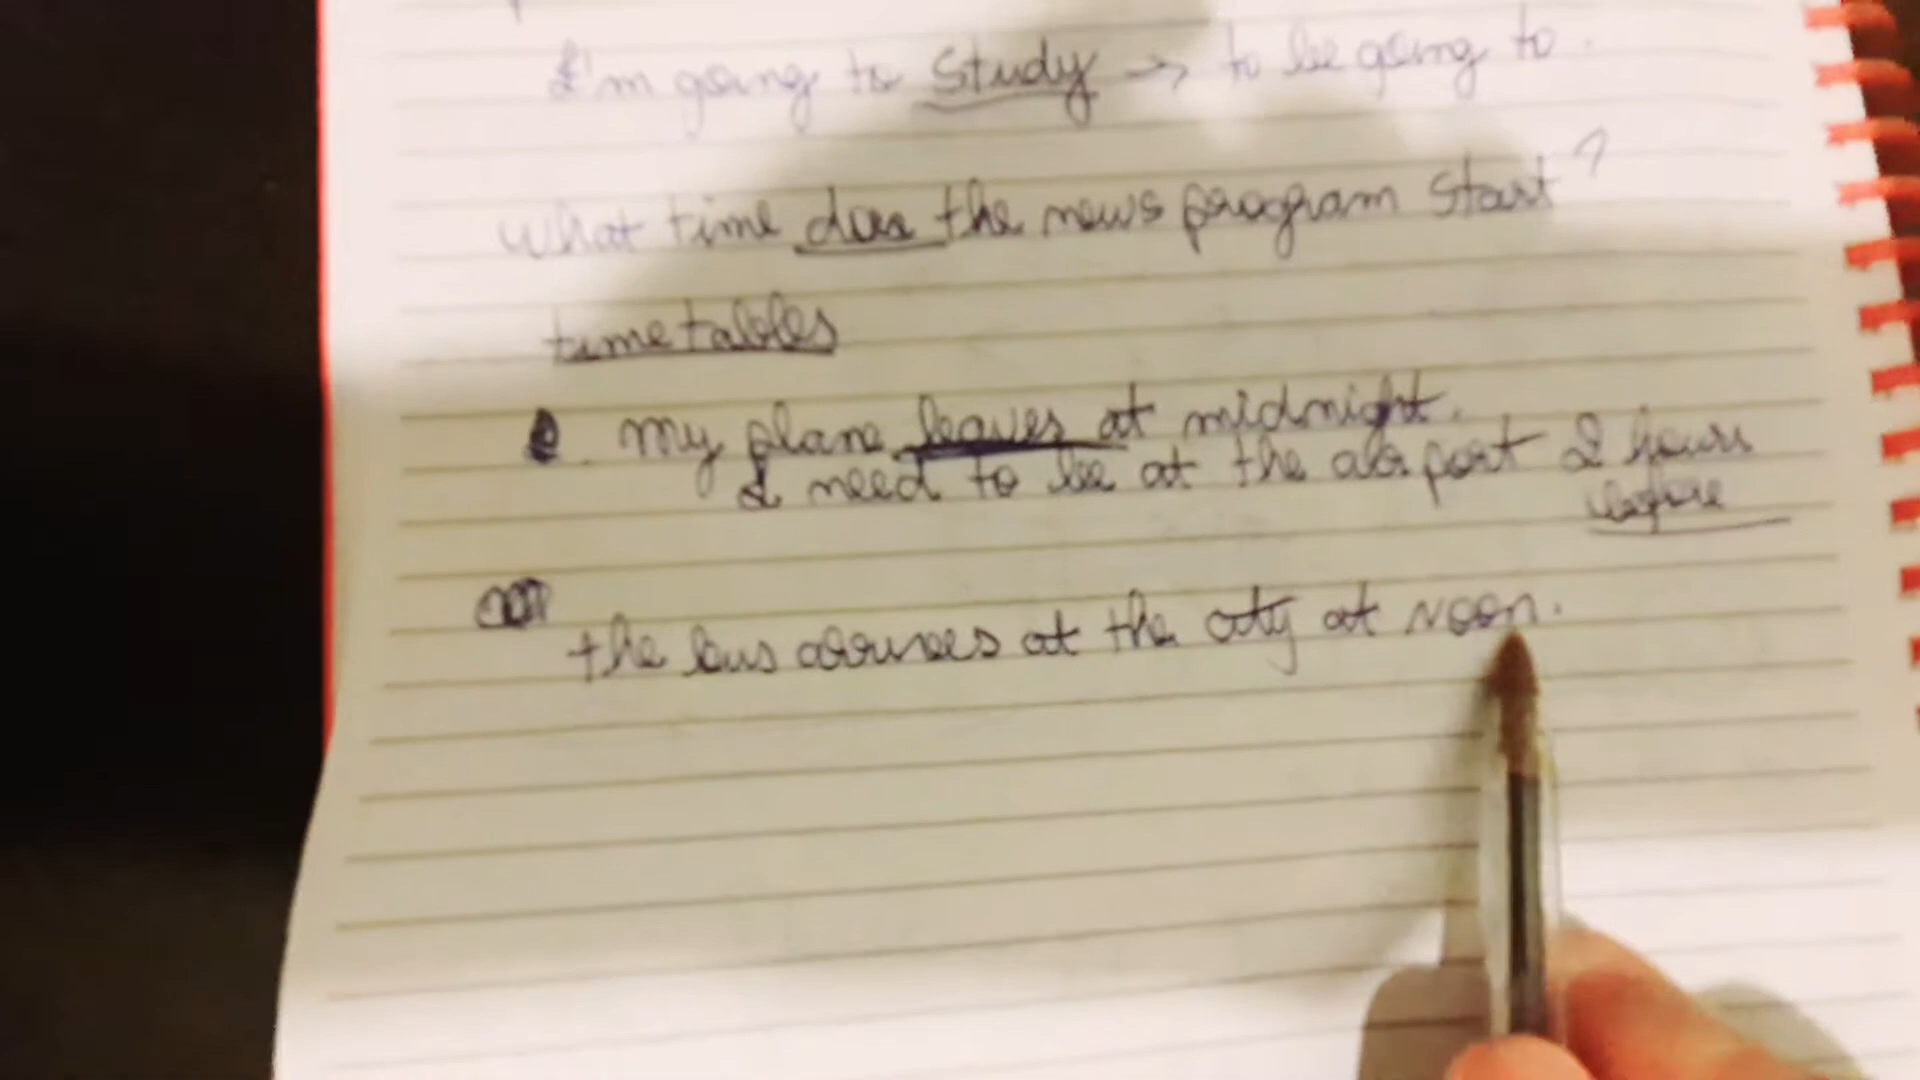 I'm going to study → to be going to.
What time does the news program start?
timetables
my plane leaves at midnight.
I need to be at the airport 2 hours
before
the bus arrives at the city at noon.